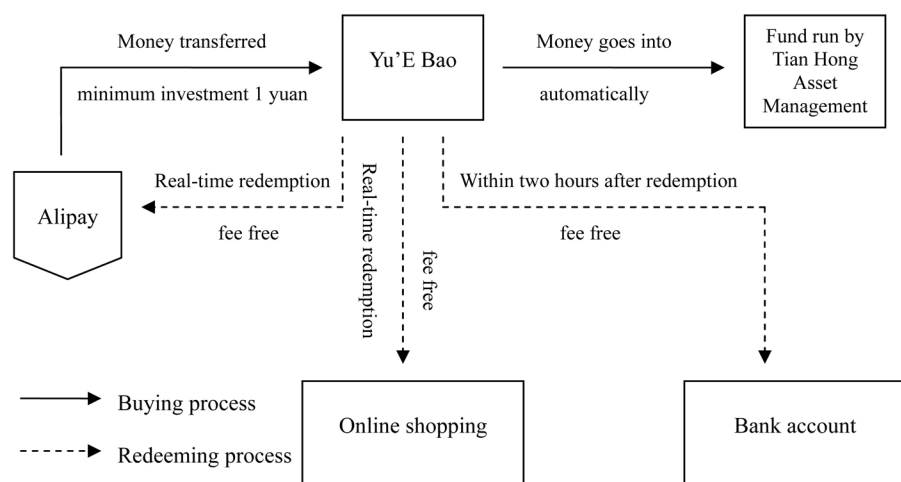 Money transferred
minimum investment 1 yuan
Yu’E Bao
Money goes into
automatically
Fund run by
Tian Hong
Asset
Management
Alipay
Real-time redemption
fee free
Real-time redemption
fee free
Within two hours after redemption
fee free
Buying process
Redeeming process
Online shopping
Bank account